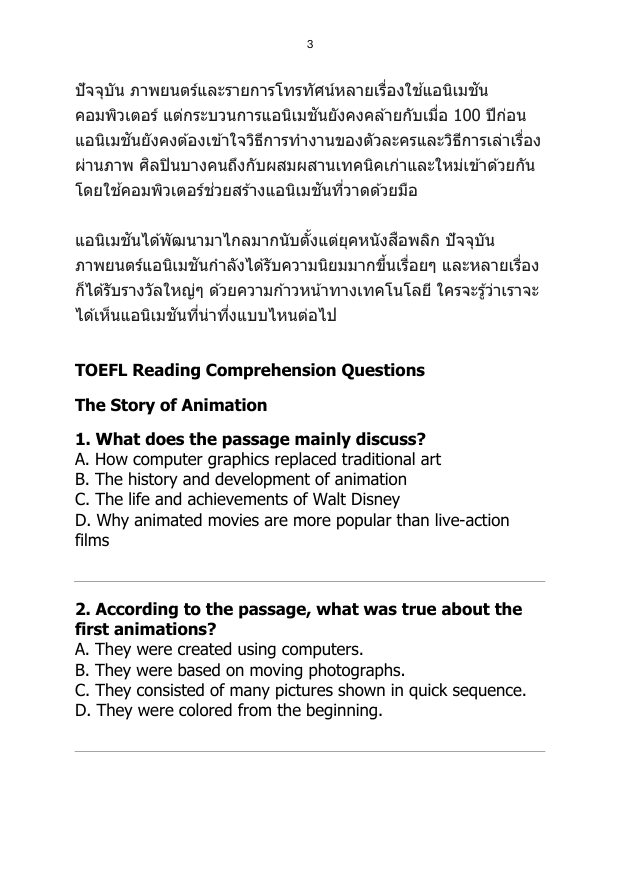 3
ปัจจุบัน ภาพยนตร์และรายการโทรทัศน์หลายเรื่องใช้แอนิเมชัน
คอมพิวเตอร์ แต่กระบวนการแอนิเมชันยังคงคล้ายกับเมื่อ 100 ปีก่อน
แอนิเมชันยังคงต้องเข้าใจวิธีการทำงานของตัวละครและวิธีการเล่าเรื่อง
ผ่านภาพ ศิลปินบางคนถึงกับผสมผสานเทคนิคเก่าและใหม่เข้าด้วยกัน
โดยใช้คอมพิวเตอร์ช่วยสร้างแอนิเมชันที่วาดด้วยมือ
แอนิเมชันได้พัฒนามาไกลมากนับตั้งแต่ยุคหนังสือพลิก ปัจจุบัน
ภาพยนตร์แอนิเมชันกำลังได้รับความนิยมมากขึ้นเรื่อยๆ และหลายเรื่อง
ก็ได้รับรางวัลใหญ่ๆ ด้วยความก้าวหน้าทางเทคโนโลยี ใครจะรู้ว่าเราจะ
ได้เห็นแอนิเมชันที่น่าทึ่งแบบไหนต่อไป
TOEFL Reading Comprehension Questions
The Story of Animation
1. What does the passage mainly discuss?
A. How computer graphics replaced traditional art
B. The history and development of animation
C. The life and achievements of Walt Disney
D. Why animated movies are more popular than live-action
films
2. According to the passage, what was true about the
first animations?
A. They were created using computers.
B. They were based on moving photographs.
C. They consisted of many pictures shown in quick sequence.
D. They were colored from the beginning.